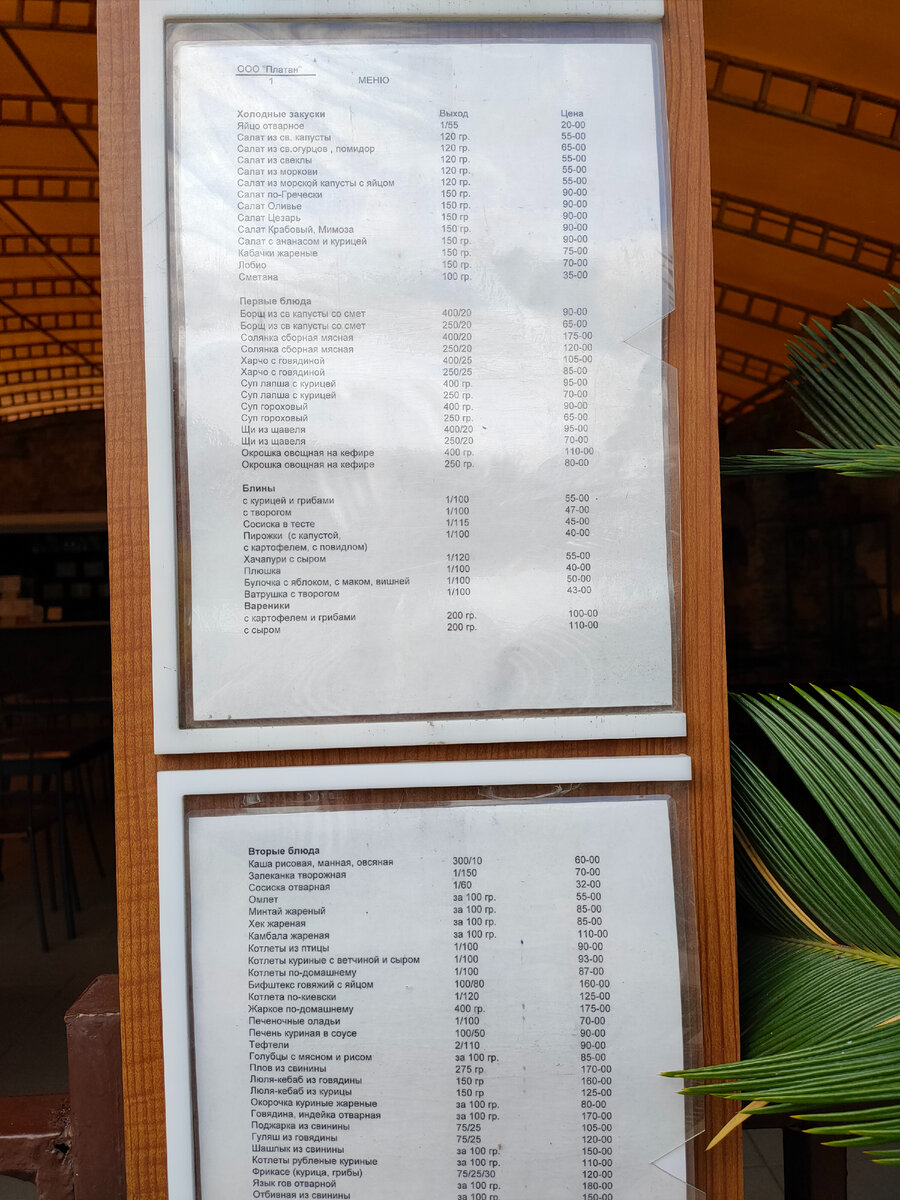 ООО "Платан"
1 МЕНЮ
Холодные закуски Выход Цена
Яйцо отварное 1/55 20-00
Салат из св. капусты 120 гр. 55-00
Салат из св.огурцов , помидор 120 гр. 65-00
Салат из свеклы 120 гр. 55-00
Салат из моркови 120 гр. 55-00
Салат из морской капусты с яйцом 120 гр. 55-00
Салат по-Гречески 150 гр. 90-00
Салат Оливье 150 гр. 90-00
Салат Цезарь 150 гр 90-00
Салат Крабовый, Мимоза 150 гр. 90-00
Салат с ананасом и курицей 150 гр. 90-00
Кабачки жареные 150 гр. 75-00
Лобио 150 гр. 70-00
Сметана 100 гр. 35-00
Первые блюда
Борщ из св капусты со смет 400/20 90-00
Борщ из св капусты со смет 250/20 65-00
Солянка сборная мясная 400/20 175-00
Солянка сборная мясная 250/20 120-00
Харчо с говядиной 400/25 105-00
Харчо с говядиной 250/25 85-00
Суп лапша с курицей 400 гр. 95-00
Суп лапша с курицей 250 гр. 70-00
Суп гороховый 400 гр. 90-00
Суп гороховый 250 гр. 65-00
Щи из щавеля 400/20 95-00
Щи из щавеля 250/20 70-00
Окрошка овощная на кефире 400 гр. 110-00
Окрошка овощная на кефире 250 гр. 80-00
Блины
с курицей и грибами 1/100 55-00
с творогом 1/100 47-00
Сосиска в тесте 1/115 45-00
Пирожки (с капустой, 1/100 40-00
с картофелем, с повидлом)
Хачапури с сыром 1/120 55-00
Плюшка 1/100 40-00
Булочка с яблоком, с маком, вишней 1/100 50-00
Ватрушка с творогом 1/100 43-00
Вареники
с картофелем и грибами 200 гр. 100-00
с сыром 200 гр. 110-00
Вторые блюда
Каша рисовая, манная, овсяная 300/10 60-00
Запеканка творожная 1/150 70-00
Сосиска отварная 1/60 32-00
Омлет за 100 гр. 55-00
Минтай жареный за 100 гр. 85-00
Хек жареная за 100 гр. 85-00
Камбала жареная за 100 гр. 110-00
Котлеты из птицы 1/100 90-00
Котлеты куриные с ветчиной и сыром 1/100 93-00
Котлеты по-домашнему 1/100 87-00
Бифштекс говяжий с яйцом 100/80 160-00
Котлета по-киевски 1/120 125-00
Жаркое по-домашнему 400 гр. 175-00
Печеночные оладьи 1/100 70-00
Печень куриная в соусе 100/50 90-00
Тефтели 2/110 90-00
Голубцы с мясном и рисом за 100 гр. 85-00
Плов из свинины 275 гр 170-00
Люля-кебаб из говядины 150 гр 160-00
Люля-кебаб из курицы 150 гр 125-00
Окорочка куриные жареные за 100 гр. 80-00
Говядина, индейка отварная за 100 гр. 170-00
Поджарка из свинины 75/25 105-00
Гуляш из говядины 75/25 120-00
Шашлык из свинины за 100 гр. 150-00
Котлеты рубленые куриные за 100 гр. 110-00
Фрикасе (курица, грибы) 75/25/30 120-00
Язык гов отварной за 100 гр. 180-00
Отбивная из свинины за 100 гр. 150-00